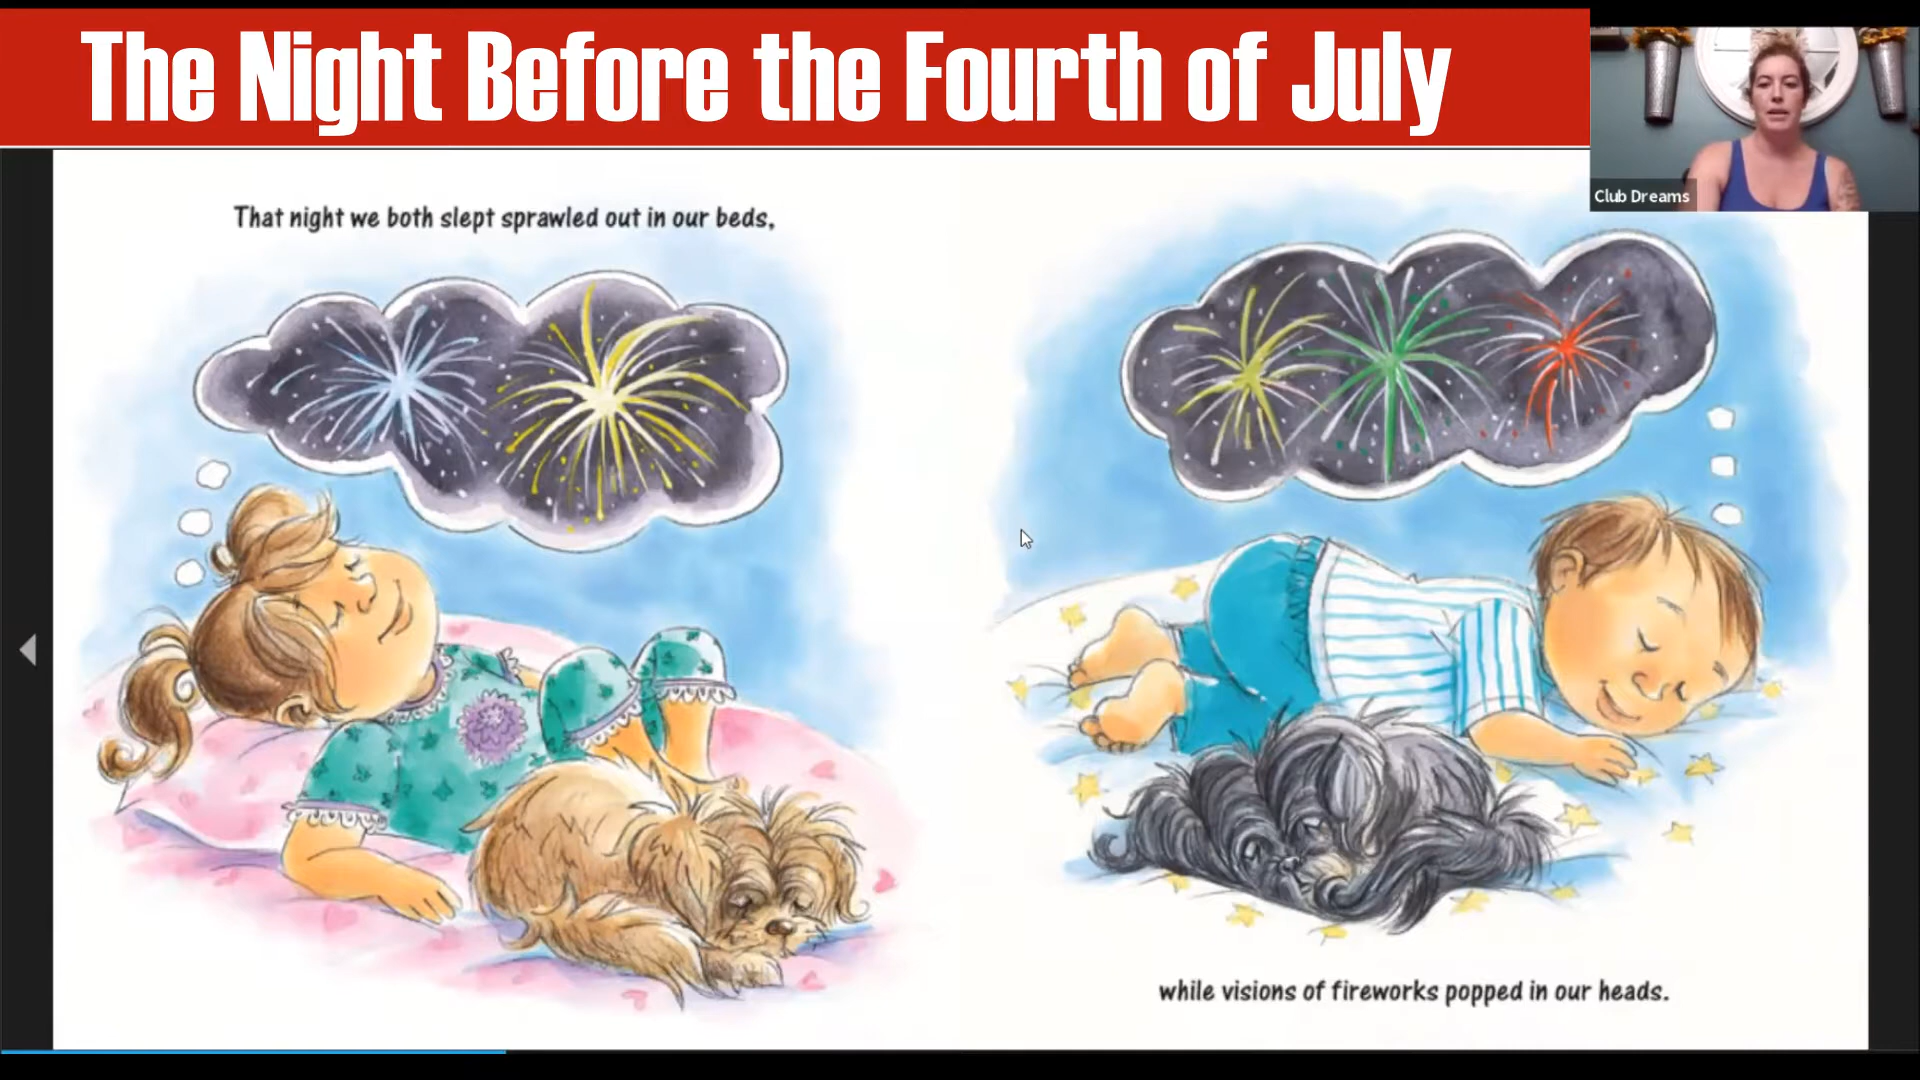 The Night Before the Fourth of July
Club Dreams
That night we both slept sprawled out in our beds,
while visions of fireworks popped in our heads.